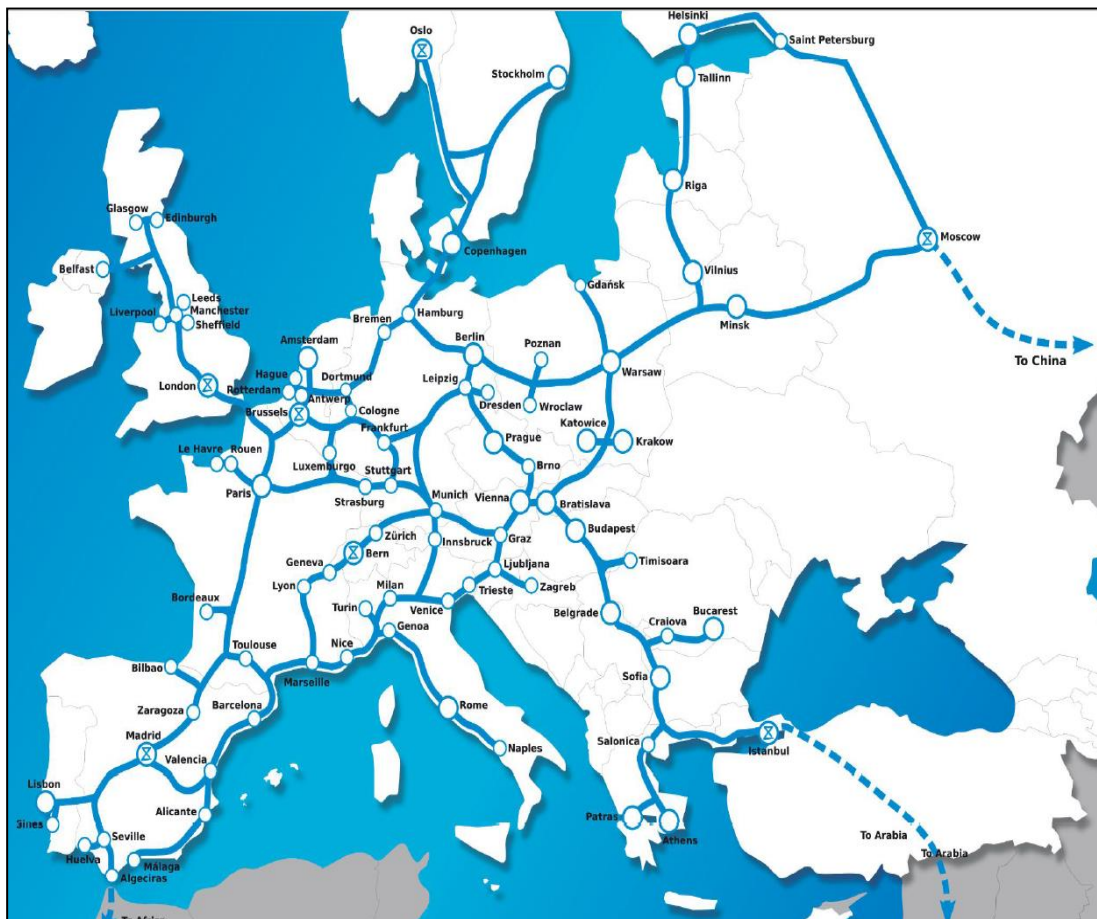 Helsinki
Oslo
Saint Petersburg
Stockholm
Tallinn
Riga
Glasgow
Edinburgh
Moscow
Copenhagen
Belfast
Vilnius
Gdańsk
Leeds
Liverpool
Manchester
Sheffield
Hamburg
Minsk
Bremen
Amsterdam
Berlin
Poznan
To China
Hague
Dortmund
Leipzig
Warsaw
London
Rotterdam
Antwerp
Dresden
Wroclaw
Brussels
Cologne
Katowice
Krakow
Frankfurt
Prague
Le Havre
Rouen
Luxemburgo
Stuttgart
Brno
Paris
Strasburg
Munich
Vienna
Bratislava
Zürich
Innsbruck
Graz
Budapest
Bern
Geneva
Ljubljana
Timisoara
Lyon
Milan
Trieste
Zagreb
Bordeaux
Turin
Venice
Belgrade
Bucarest
Genoa
Craiova
Toulouse
Nice
Bilbao
Marseille
Sofia
Zaragoza
Barcelona
Rome
Madrid
Salonica
Istanbul
Naples
Valencia
Lisbon
Alicante
Patras
Sines
Seville
To Arabia
Athens
To Arabia
Huelva
Málaga
Algeciras
To Africa